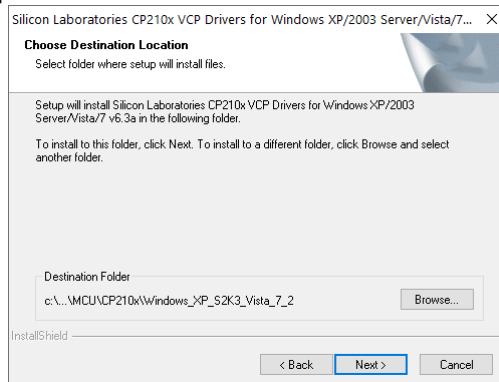 Silicon Laboratories CP210x VCP Drivers for Windows XP/2003 Server/Vista/7...
Choose Destination Location
Select folder where setup will install files.
Setup will install Silicon Laboratories CP210x VCP Drivers for Windows XP/2003
Server/Vista/7 v6.3a in the following folder.
To install to this folder, click Next. To install to a different folder, click Browse and select
another folder.
Destination Folder
c:\...\MCU\CP210x\Windows_XP_S2K3_Vista_7_2
Browse...
InstallShield
< Back
Next >
Cancel